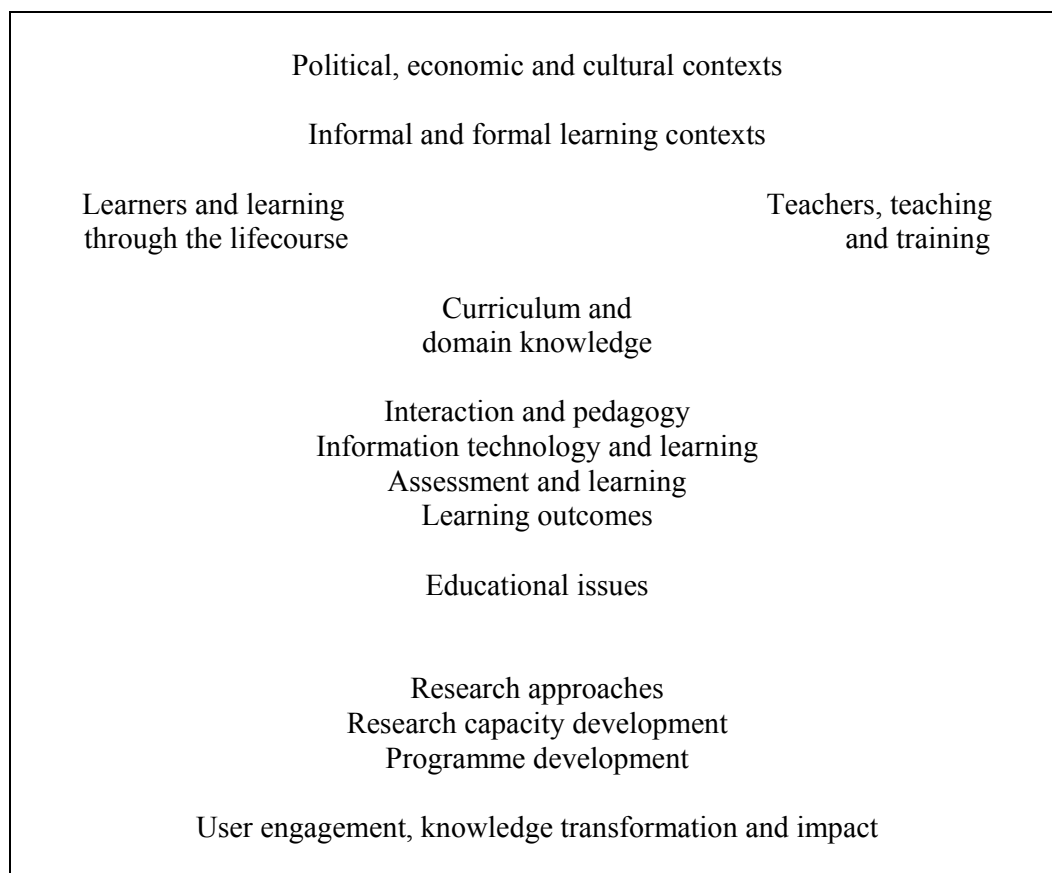 Political, economic and cultural contexts
Informal and formal learning contexts
Learners and learning
through the lifecourse
Teachers, teaching
and training
Curriculum and
domain knowledge
Interaction and pedagogy
Information technology and learning
Assessment and learning
Learning outcomes
Educational issues
Research approaches
Research capacity development
Programme development
User engagement, knowledge transformation and impact